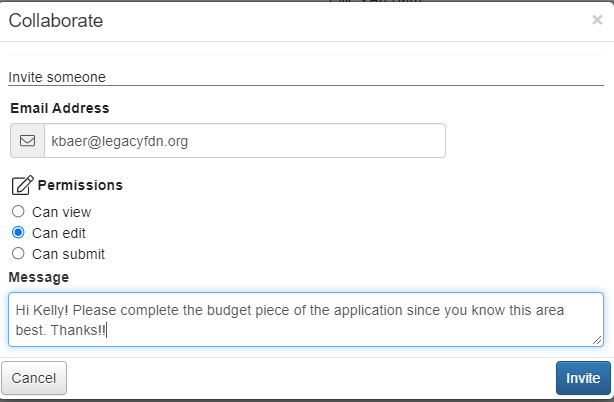 Collaborate ×
Invite someone
Email Address
kbaer@legacyfdn.org
Permissions
Can view
Can edit
Can submit
Message
Hi Kelly! Please complete the budget piece of the application since you know this area
best. Thanks!!
Cancel
Invite